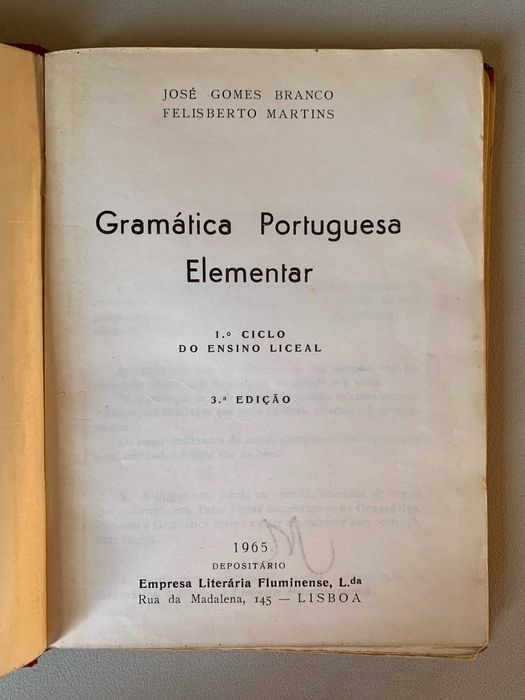 JOSÉ GOMES BRANCO
FELISBERTO MARTINS
Gramática Portuguesa
Elementar
1.º CICLO
DO ENSINO LICEAL
3.ª EDIÇÃO
1965
DEPOSITÁRIO
Empresa Literária Fluminense, L.da
Rua da Madalena, 145 — LISBOA